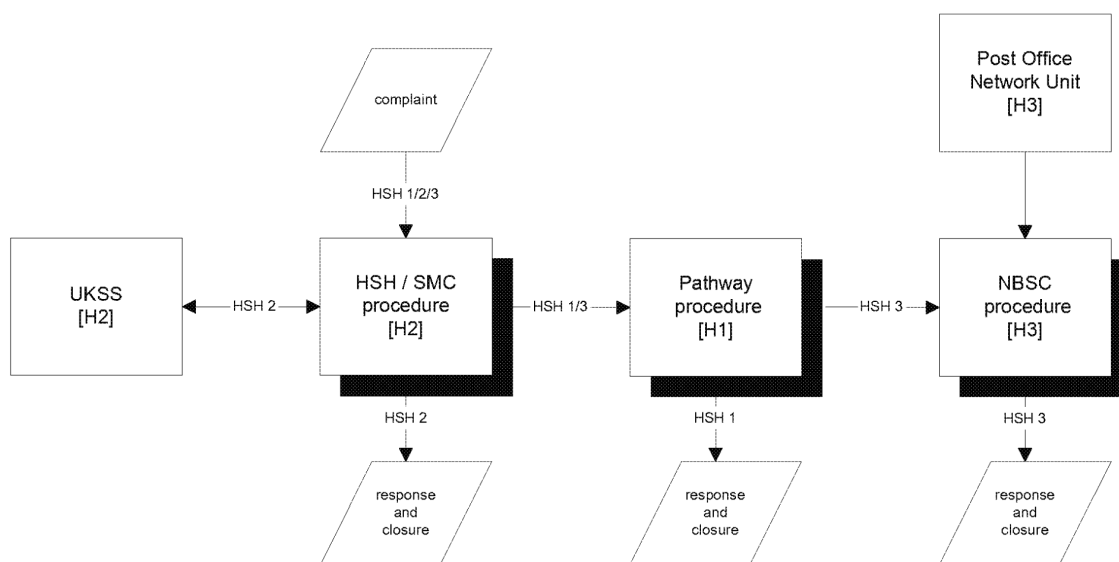 complaint
Post Office
Network Unit
[H3]
HSH 1/2/3
UKSS
[H2]
HSH 2
HSH / SMC
procedure
[H2]
HSH 1/3
Pathway
procedure
[H1]
HSH 3
NBSC
procedure
[H3]
HSH 2
HSH 1
HSH 3
response
and
closure
response
and
closure
response
and
closure